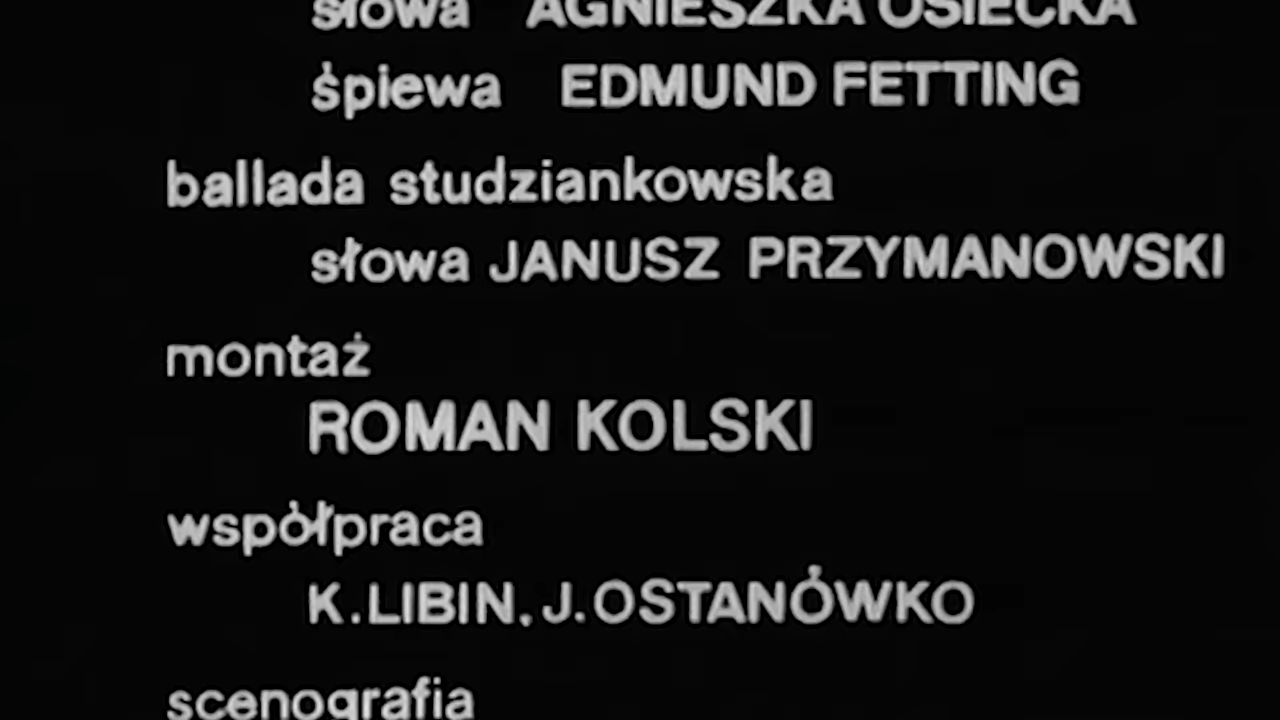 słowa AGNIESZKA OSIECKA
śpiewa EDMUND FETTING
ballada studziankowska
słowa JANUSZ PRZYMANOWSKI
montaż
ROMAN KOLSKI
współpraca
K. LIBIN, J. OSTANÓWKO
scenografia